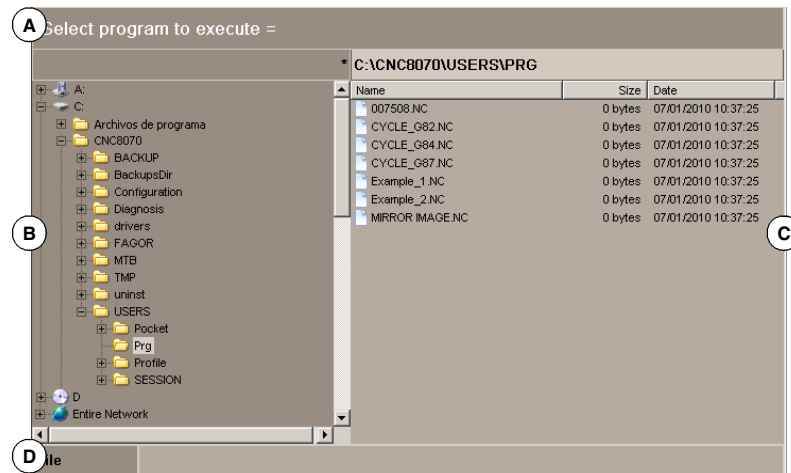 A
Select program to execute =
* C:\CNC8070\USERS\PRG
A:
C:
Archivos de programa
CNC8070
BACKUP
BackupsDir
Configuration
Diagnosis
drivers
FAGOR
MTB
TMP
uninst
USERS
Pocket
Prg
Profile
SESSION
D
Entire Network
B
Name Size Date
007508.NC 0 bytes 07/01/2010 10:37:25
CYCLE_G82.NC 0 bytes 07/01/2010 10:37:25
CYCLE_G84.NC 0 bytes 07/01/2010 10:37:25
CYCLE_G87.NC 0 bytes 07/01/2010 10:37:25
Example_1.NC 0 bytes 07/01/2010 10:37:25
Example_2.NC 0 bytes 07/01/2010 10:37:25
MIRROR IMAGE.NC 0 bytes 07/01/2010 10:37:25
C
D